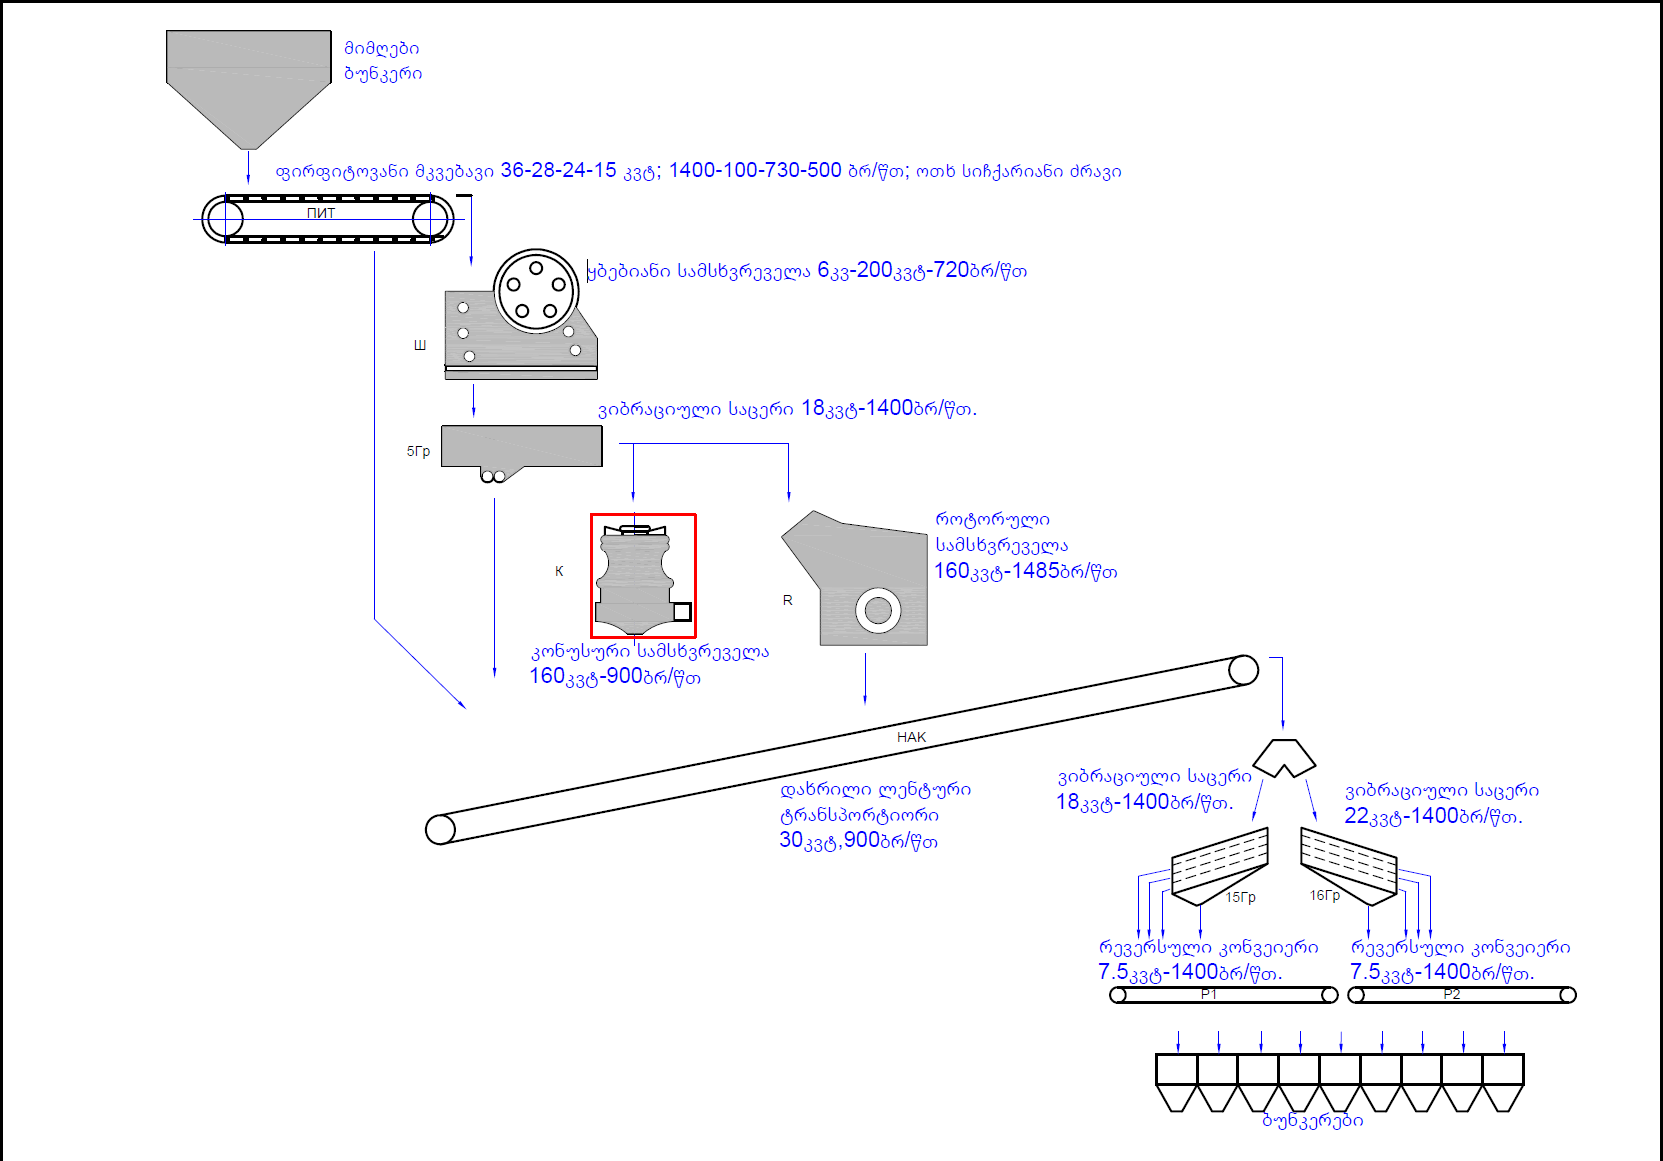 მიმღები
ბუნკერი
ფირფიტოვანი მკვებავი 36-28-24-15 კვტ; 1400-100-730-500 ბრ/წთ; ოთხ სიჩქარიანი ძრავი
ПИТ
ყბებიანი სამსხვრეველა 6კვ-200კვტ-720ბრ/წთ
Ш
ვიბრაციული საცერი 18კვტ-1400ბრ/წთ.
5Гр
როტორული
სამსხვრეველა
160კვტ-1485ბრ/წთ
К
R
კონუსური სამსხვრეველა
160კვტ-900ბრ/წთ
НАК
დახრილი ლენტური
ტრანსპორტიორი
30კვტ,900ბრ/წთ
ვიბრაციული საცერი
18კვტ-1400ბრ/წთ.
ვიბრაციული საცერი
22კვტ-1400ბრ/წთ.
15Гр
16Гр
რევერსული კონვეიერი
7.5კვტ-1400ბრ/წთ.
რევერსული კონვეიერი
7.5კვტ-1400ბრ/წთ.
Р1
Р2
ბუნკერები